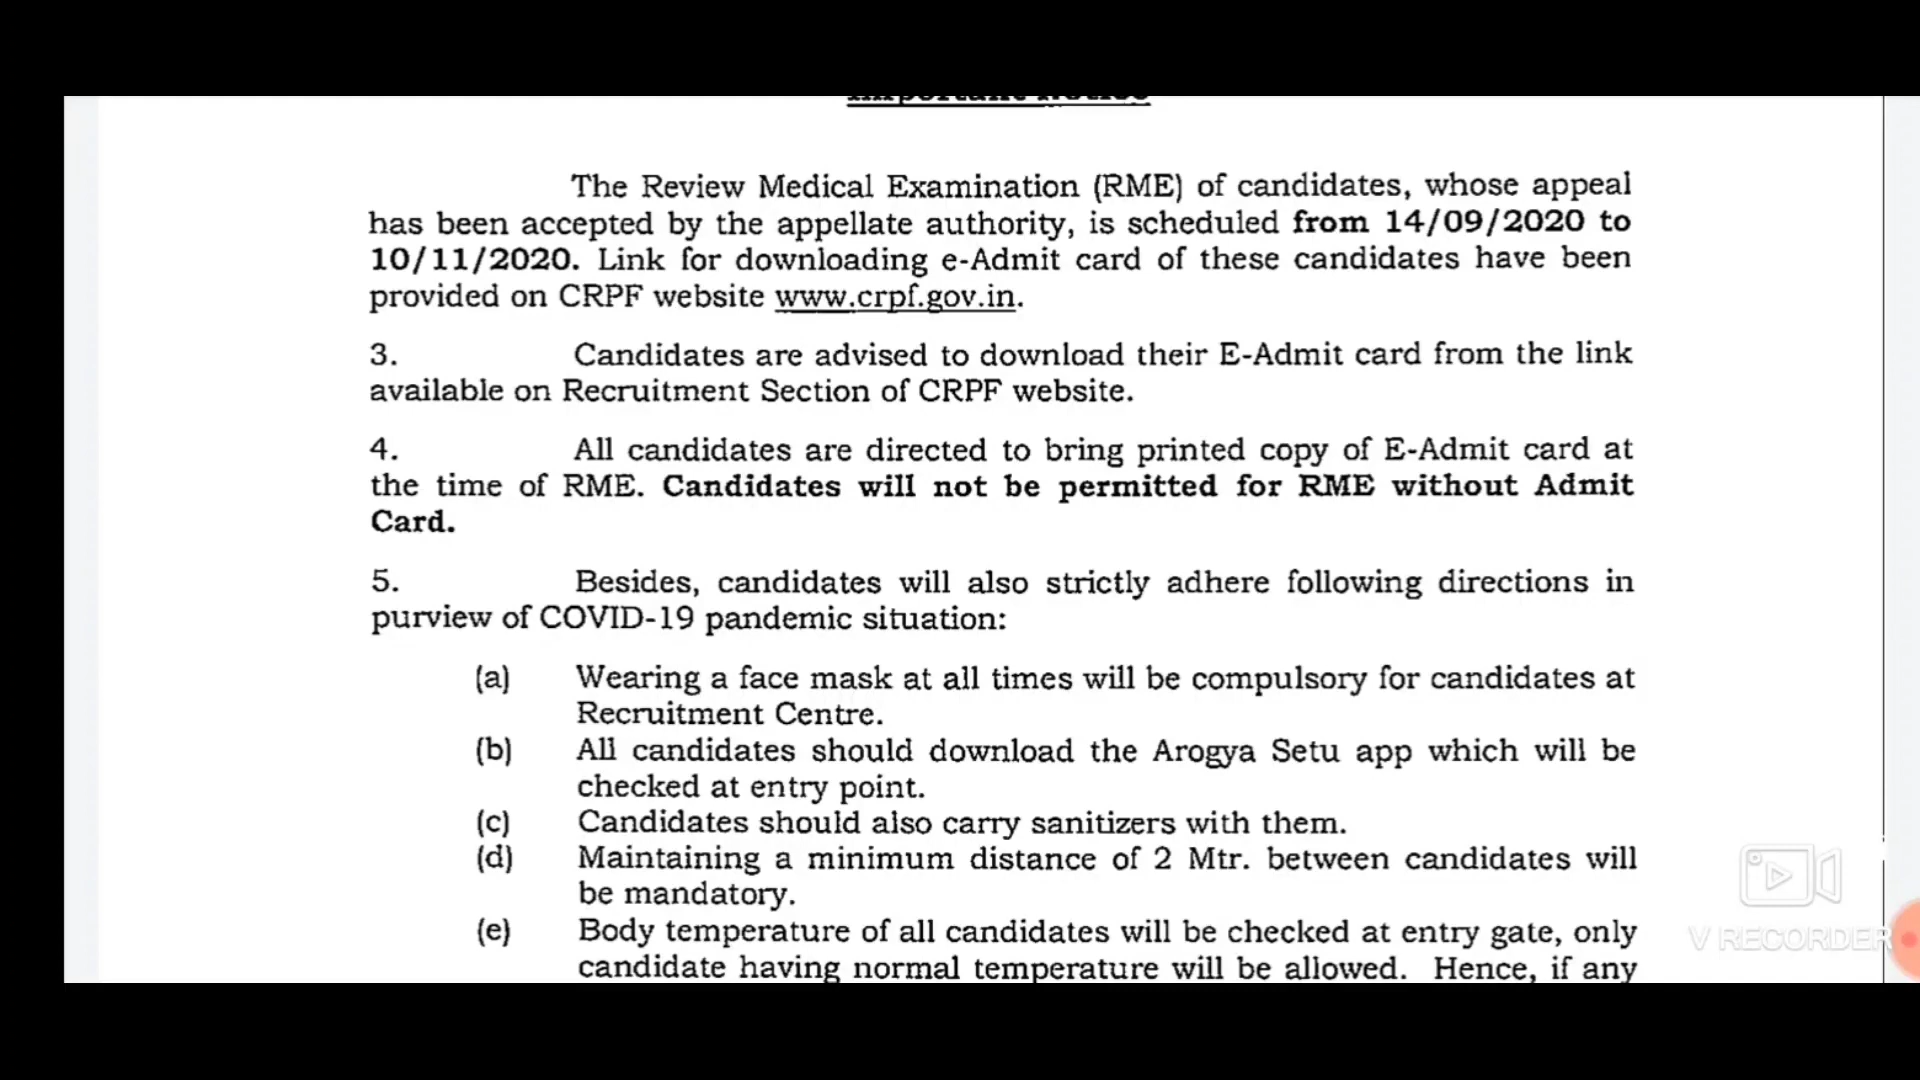 Important Notice
The Review Medical Examination (RME) of candidates, whose appeal
has been accepted by the appellate authority, is scheduled from 14/09/2020 to
10/11/2020. Link for downloading e-Admit card of these candidates have been
provided on CRPF website www.crpf.gov.in.
3. Candidates are advised to download their E-Admit card from the link
available on Recruitment Section of CRPF website.
4. All candidates are directed to bring printed copy of E-Admit card at
the time of RME. Candidates will not be permitted for RME without Admit
Card.
5. Besides, candidates will also strictly adhere following directions in
purview of COVID-19 pandemic situation:
(a) Wearing a face mask at all times will be compulsory for candidates at
Recruitment Centre.
(b) All candidates should download the Arogya Setu app which will be
checked at entry point.
(c) Candidates should also carry sanitizers with them.
(d) Maintaining a minimum distance of 2 Mtr. between candidates will
be mandatory.
(e) Body temperature of all candidates will be checked at entry gate, only
candidate having normal temperature will be allowed. Hence, if any
V RECORDER